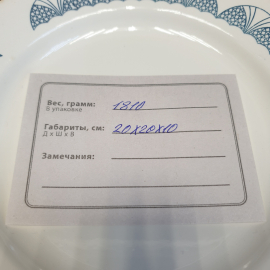 Вес, грамм: 1810
В упаковке
Габариты, см: 20х20х10
Д х Ш х В
Замечания: